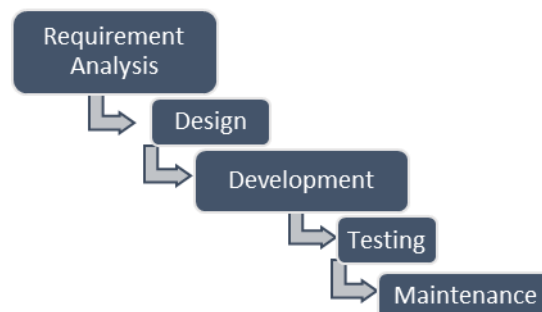 Requirement
Analysis
Design
Development
Testing
Maintenance